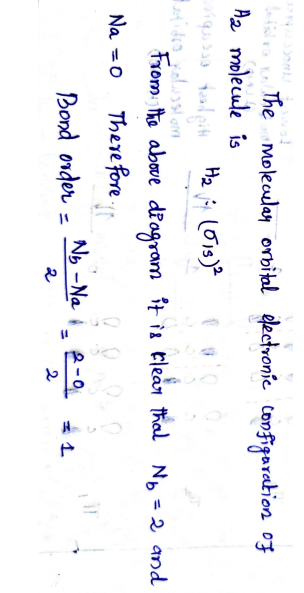 The molecular orbital electronic configuration of
H2 molecule is
H2 : (σ1s)²
From the above diagram it is clear that Nb = 2 and
Na = 0 Therefore
Bond order = Nb - Na / 2 = 2 - 0 / 2 = 1